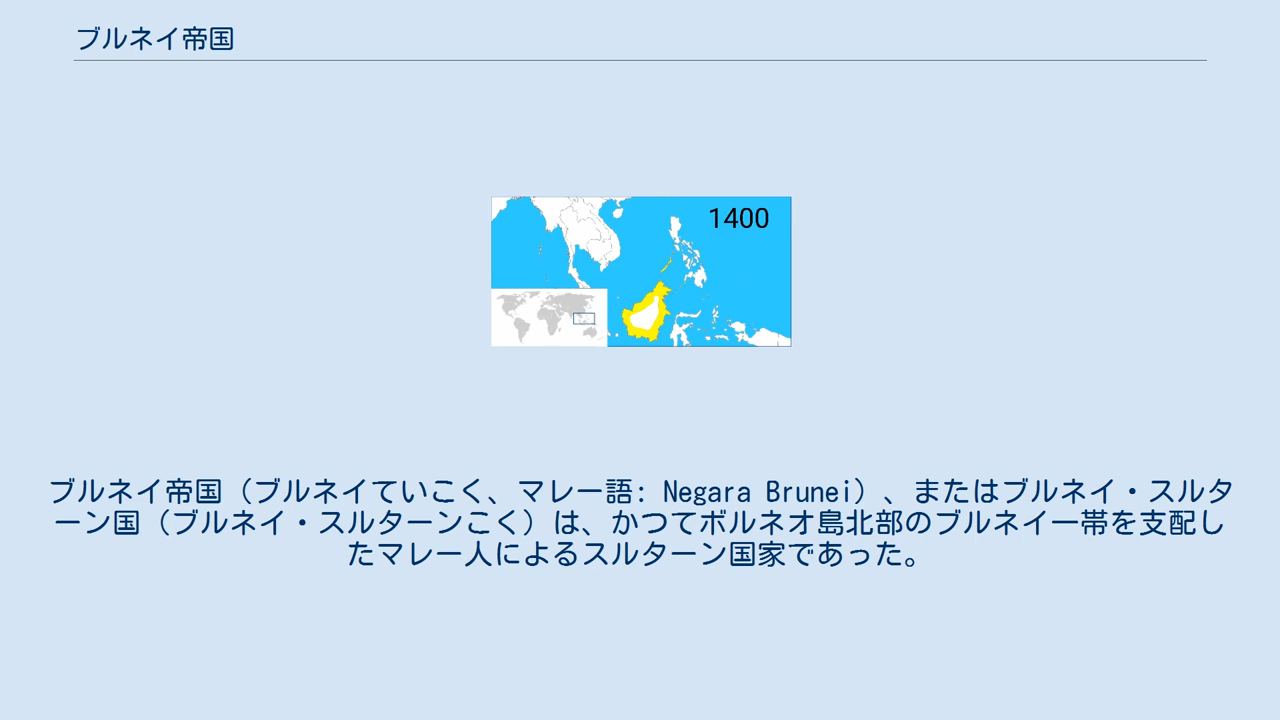 ブルネイ帝国
1400
ブルネイ帝国（ブルネイていこく、マレー語: Negara Brunei）、またはブルネイ・スルタ
ーン国（ブルネイ・スルターンこく）は、かつてボルネオ島北部のブルネイ一帯を支配し
たマレー人によるスルターン国家であった。